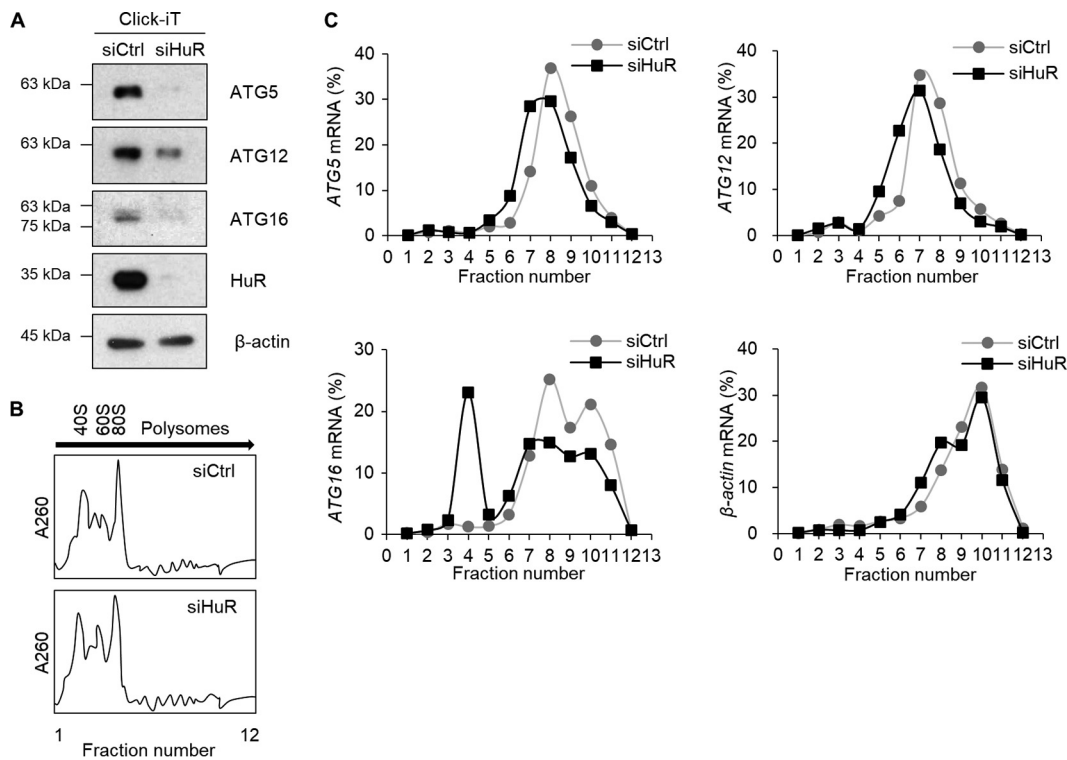 A
Click-iT
siCtrl siHuR
63 kDa
ATG5
63 kDa
ATG12
63 kDa
75 kDa
ATG16
35 kDa
HuR
45 kDa
β-actin
B
40S
60S
80S
Polysomes
siCtrl
A260
siHuR
A260
1 12
Fraction number
C
siCtrl
siHuR
ATG5 mRNA (%)
40
30
20
10
0
0 1 2 3 4 5 6 7 8 9 10 11 12 13
Fraction number
siCtrl
siHuR
ATG12 mRNA (%)
40
30
20
10
0
0 1 2 3 4 5 6 7 8 9 10 11 12 13
Fraction number
siCtrl
siHuR
ATG16 mRNA (%)
30
20
10
0
0 1 2 3 4 5 6 7 8 9 10 11 12 13
Fraction number
siCtrl
siHuR
β-actin mRNA (%)
40
30
20
10
0
0 1 2 3 4 5 6 7 8 9 10 11 12 13
Fraction number